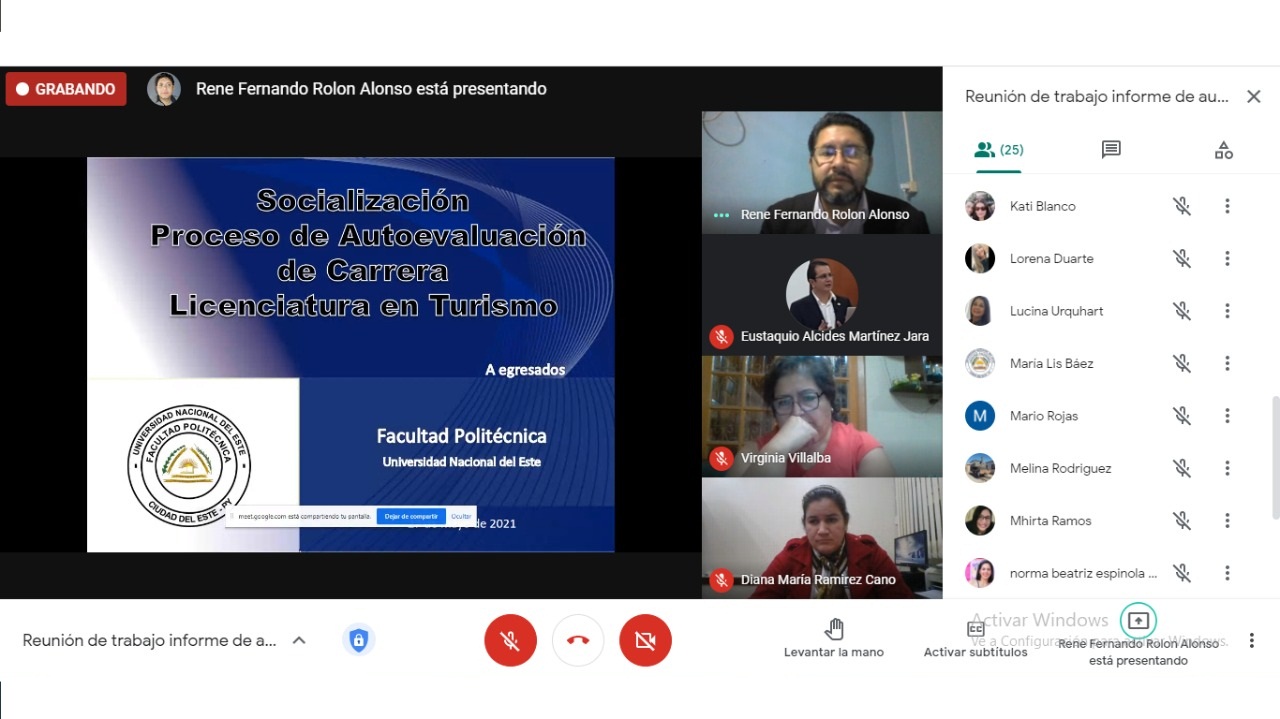 GRABANDO
Rene Fernando Rolon Alonso está presentando
Socialización
Proceso de Autoevaluación
de Carrera
Licenciatura en Turismo
A egresados
UNIVERSIDAD NACIONAL DEL ESTE
FACULTAD POLITÉCNICA
CIUDAD DEL ESTE - PY
Facultad Politécnica
Universidad Nacional del Este
meet.google.com está compartiendo tu pantalla.
Dejar de compartir
Ocultar
de 2021
Rene Fernando Rolon Alonso
Eustaquio Alcides Martínez Jara
Virginia Villalba
Diana María Ramirez Cano
Reunión de trabajo informe de au...
(25)
Kati Blanco
Lorena Duarte
Lucina Urquhart
María Lis Báez
M
Mario Rojas
Melina Rodriguez
Mhirta Ramos
norma beatriz espinola ...
Reunión de trabajo informe de a...
Levantar la mano
CC
Activar subtítulos
Activar Windows
Ve a Configuración para activar Windows.
Rene Fernando Rolon Alonso
está presentando